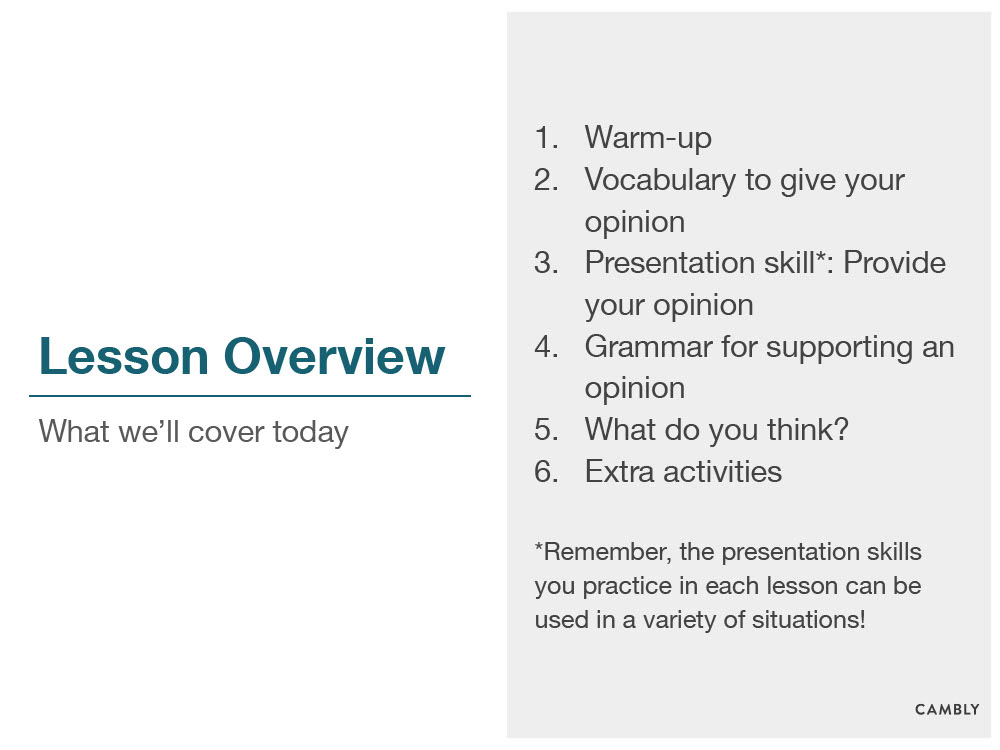 Lesson Overview
What we’ll cover today
1. Warm-up
2. Vocabulary to give your
opinion
3. Presentation skill*: Provide
your opinion
4. Grammar for supporting an
opinion
5. What do you think?
6. Extra activities
*Remember, the presentation skills
you practice in each lesson can be
used in a variety of situations!
CAMBLY